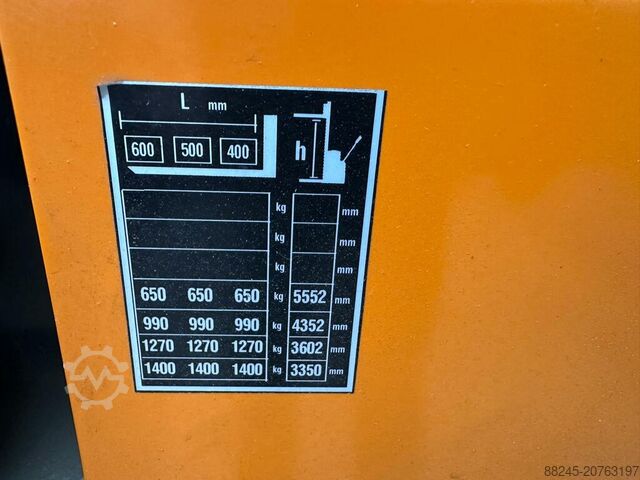 L mm
600 500 400 h
kg mm
kg mm
kg mm
650 650 650 kg 5552 mm
990 990 990 kg 4352 mm
1270 1270 1270 kg 3602 mm
1400 1400 1400 kg 3350 mm
88245-20763197